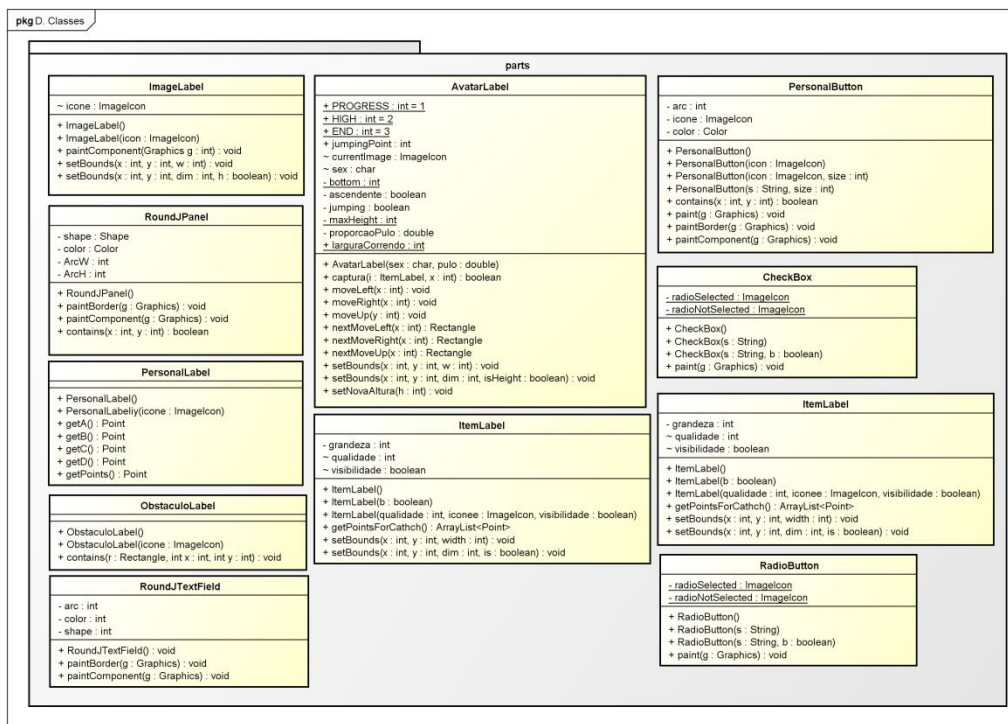 pkg D. Classes
parts
ImageLabel
~ icone : ImageIcon
+ ImageLabel()
+ ImageLabel(icon : ImageIcon)
+ paintComponent(Graphics g : int) : void
+ setBounds(x : int, y : int, w : int) : void
+ setBounds(x : int, y : int, dim : int, h : boolean) : void
RoundJPanel
- shape : Shape
- color : Color
- ArcW : int
- ArcH : int
+ RoundJPanel()
+ paintBorder(g : Graphics) : void
+ paintComponent(g : Graphics) : void
+ contains(x : int, y : int) : boolean
PersonalLabel
+ PersonalLabel()
+ PersonalLabeliy(icone : ImageIcon)
+ getA() : Point
+ getB() : Point
+ getC() : Point
+ getD() : Point
+ getPoints() : Point
ObstaculoLabel
+ ObstaculoLabel()
+ ObstaculoLabel(icone : ImageIcon)
+ contains(r : Rectangle, int x : int, int y : int) : void
RoundJTextField
- arc : int
- color : int
- shape : int
+ RoundJTextField() : void
+ paintBorder(g : Graphics) : void
+ paintComponent(g : Graphics) : void
AvatarLabel
+ PROGRESS : int = 1
+ HIGH : int = 2
+ END : int = 3
+ jumpingPoint : int
~ currentImage : ImageIcon
~ sex : char
- bottom : int
- ascendente : boolean
- jumping : boolean
- maxHeight : int
- proporcaoPulo : double
+ larguraCorrendo : int
+ AvatarLabel(sex : char, pulo : double)
+ captura(i : ItemLabel, x : int) : boolean
+ moveLeft(x : int) : void
+ moveRight(x : int) : void
+ moveUp(y : int) : void
+ nextMoveLeft(x : int) : Rectangle
+ nextMoveRight(x : int) : Rectangle
+ nextMoveUp(x : int) : Rectangle
+ setBounds(x : int, y : int, w : int) : void
+ setBounds(x : int, y : int, dim : int, isHeight : boolean) : void
+ setNovaAltura(h : int) : void
ItemLabel
- grandeza : int
~ qualidade : int
~ visibilidade : boolean
+ ItemLabel()
+ ItemLabel(b : boolean)
+ ItemLabel(qualidade : int, iconee : ImageIcon, visibilidade : boolean)
+ getPointsForCathch() : ArrayList<Point>
+ setBounds(x : int, y : int, width : int) : void
+ setBounds(x : int, y : int, dim : int, is : boolean) : void
PersonalButton
- arc : int
- icone : ImageIcon
- color : Color
+ PersonalButton()
+ PersonalButton(icon : ImageIcon)
+ PersonalButton(icon : ImageIcon, size : int)
+ PersonalButton(s : String, size : int)
+ contains(x : int, y : int) : boolean
+ paint(g : Graphics) : void
+ paintBorder(g : Graphics) : void
+ paintComponent(g : Graphics) : void
CheckBox
- radioSelected : ImageIcon
- radioNotSelected : ImageIcon
+ CheckBox()
+ CheckBox(s : String)
+ CheckBox(s : String, b : boolean)
+ paint(g : Graphics) : void
ItemLabel
- grandeza : int
~ qualidade : int
~ visibilidade : boolean
+ ItemLabel()
+ ItemLabel(b : boolean)
+ ItemLabel(qualidade : int, iconee : ImageIcon, visibilidade : boolean)
+ getPointsForCathch() : ArrayList<Point>
+ setBounds(x : int, y : int, width : int) : void
+ setBounds(x : int, y : int, dim : int, is : boolean) : void
RadioButton
- radioSelected : ImageIcon
- radioNotSelected : ImageIcon
+ RadioButton()
+ RadioButton(s : String)
+ RadioButton(s : String, b : boolean)
+ paint(g : Graphics) : void